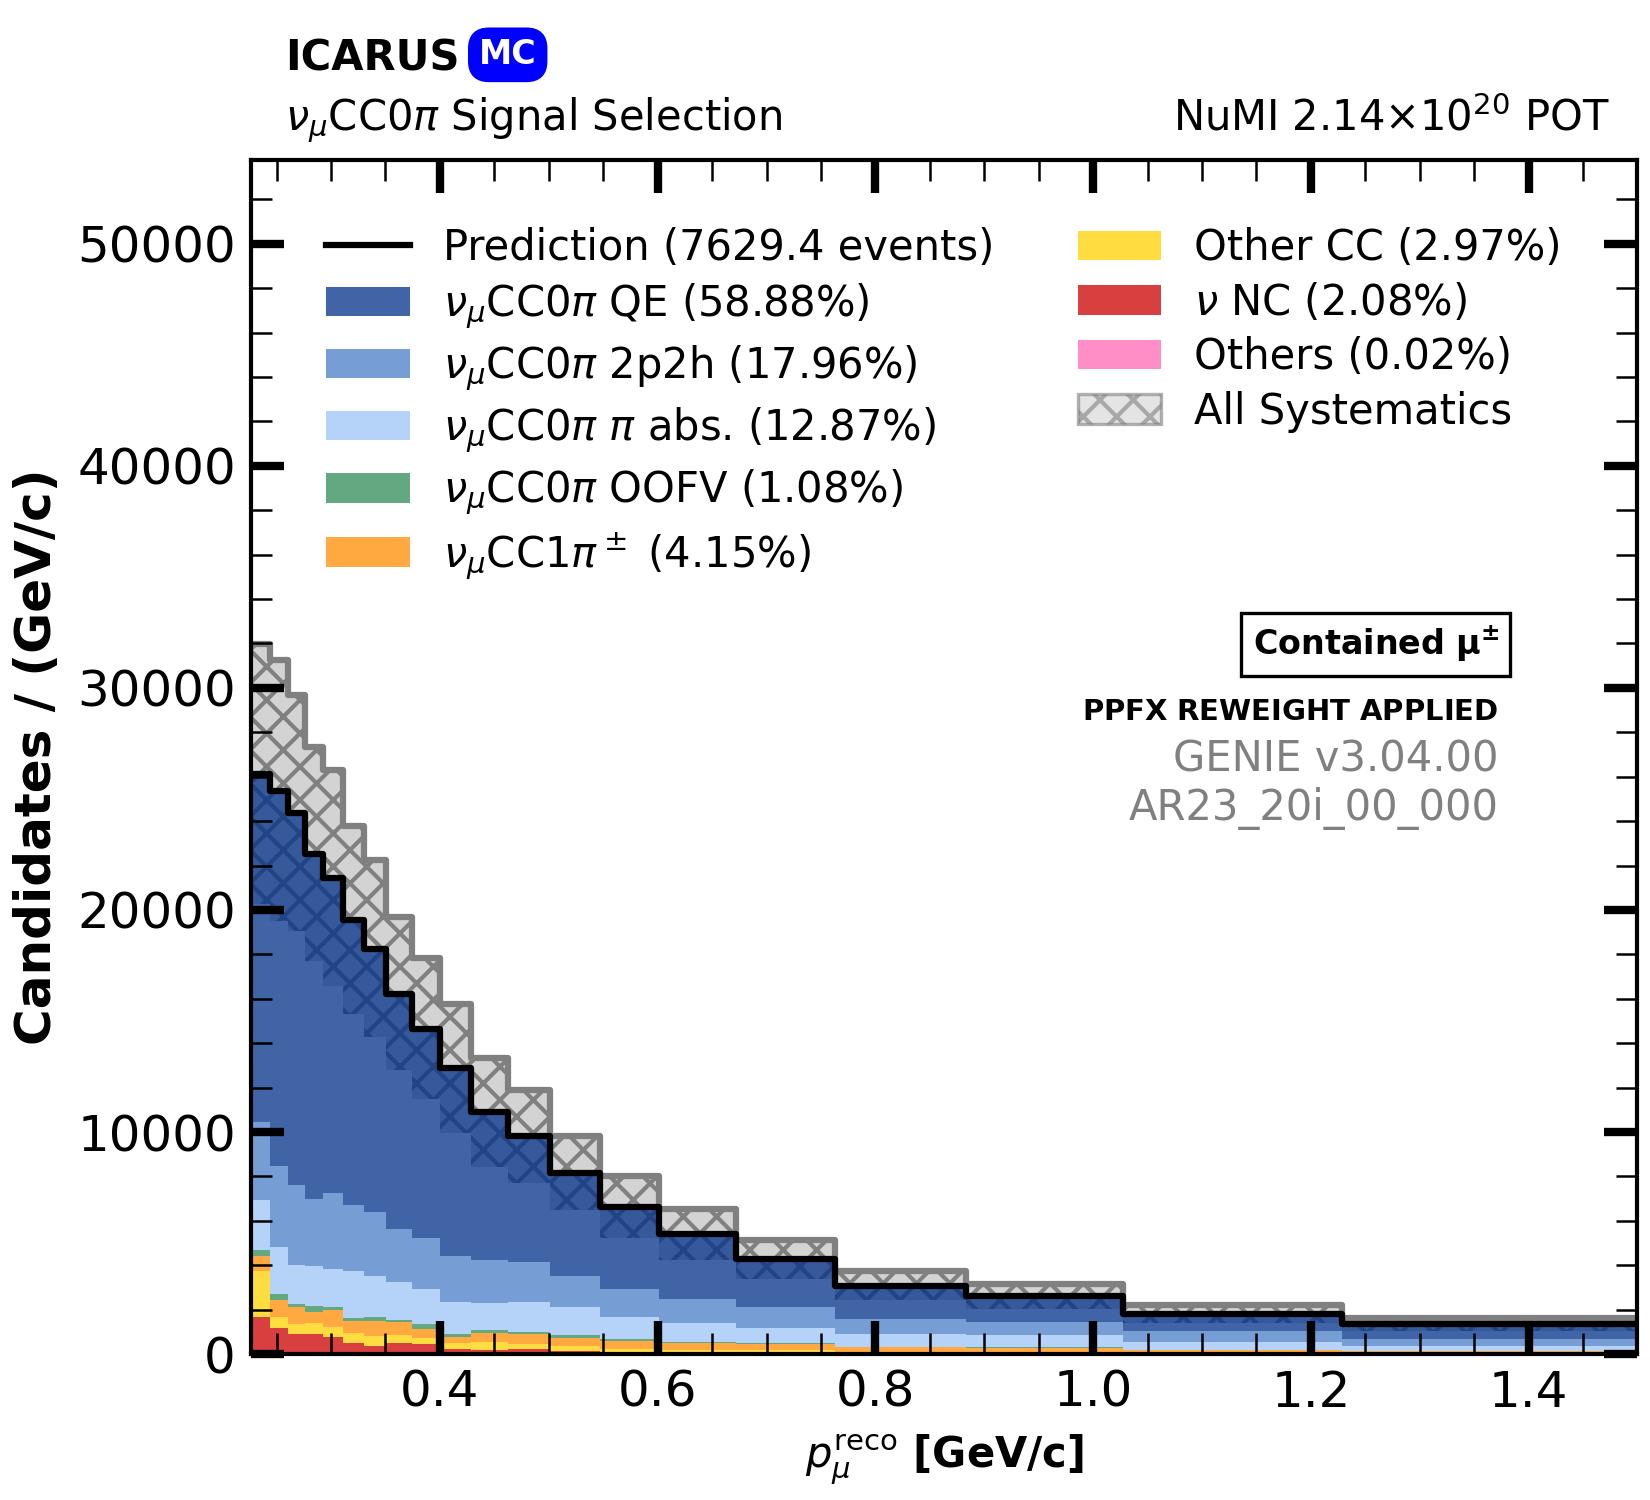 ICARUS MC
νμCC0π Signal Selection
NuMI 2.14×10²⁰ POT
Prediction (7629.4 events)
νμCC0π QE (58.88%)
νμCC0π 2p2h (17.96%)
νμCC0π π abs. (12.87%)
νμCC0π OOFV (1.08%)
νμCC1π± (4.15%)
Other CC (2.97%)
ν NC (2.08%)
Others (0.02%)
All Systematics
Contained μ±
PPFX REWEIGHT APPLIED
GENIE v3.04.00
AR23_20i_00_000
Candidates / (GeV/c)
50000
40000
30000
20000
10000
0
0.4 0.6 0.8 1.0 1.2 1.4
pμ^reco [GeV/c]